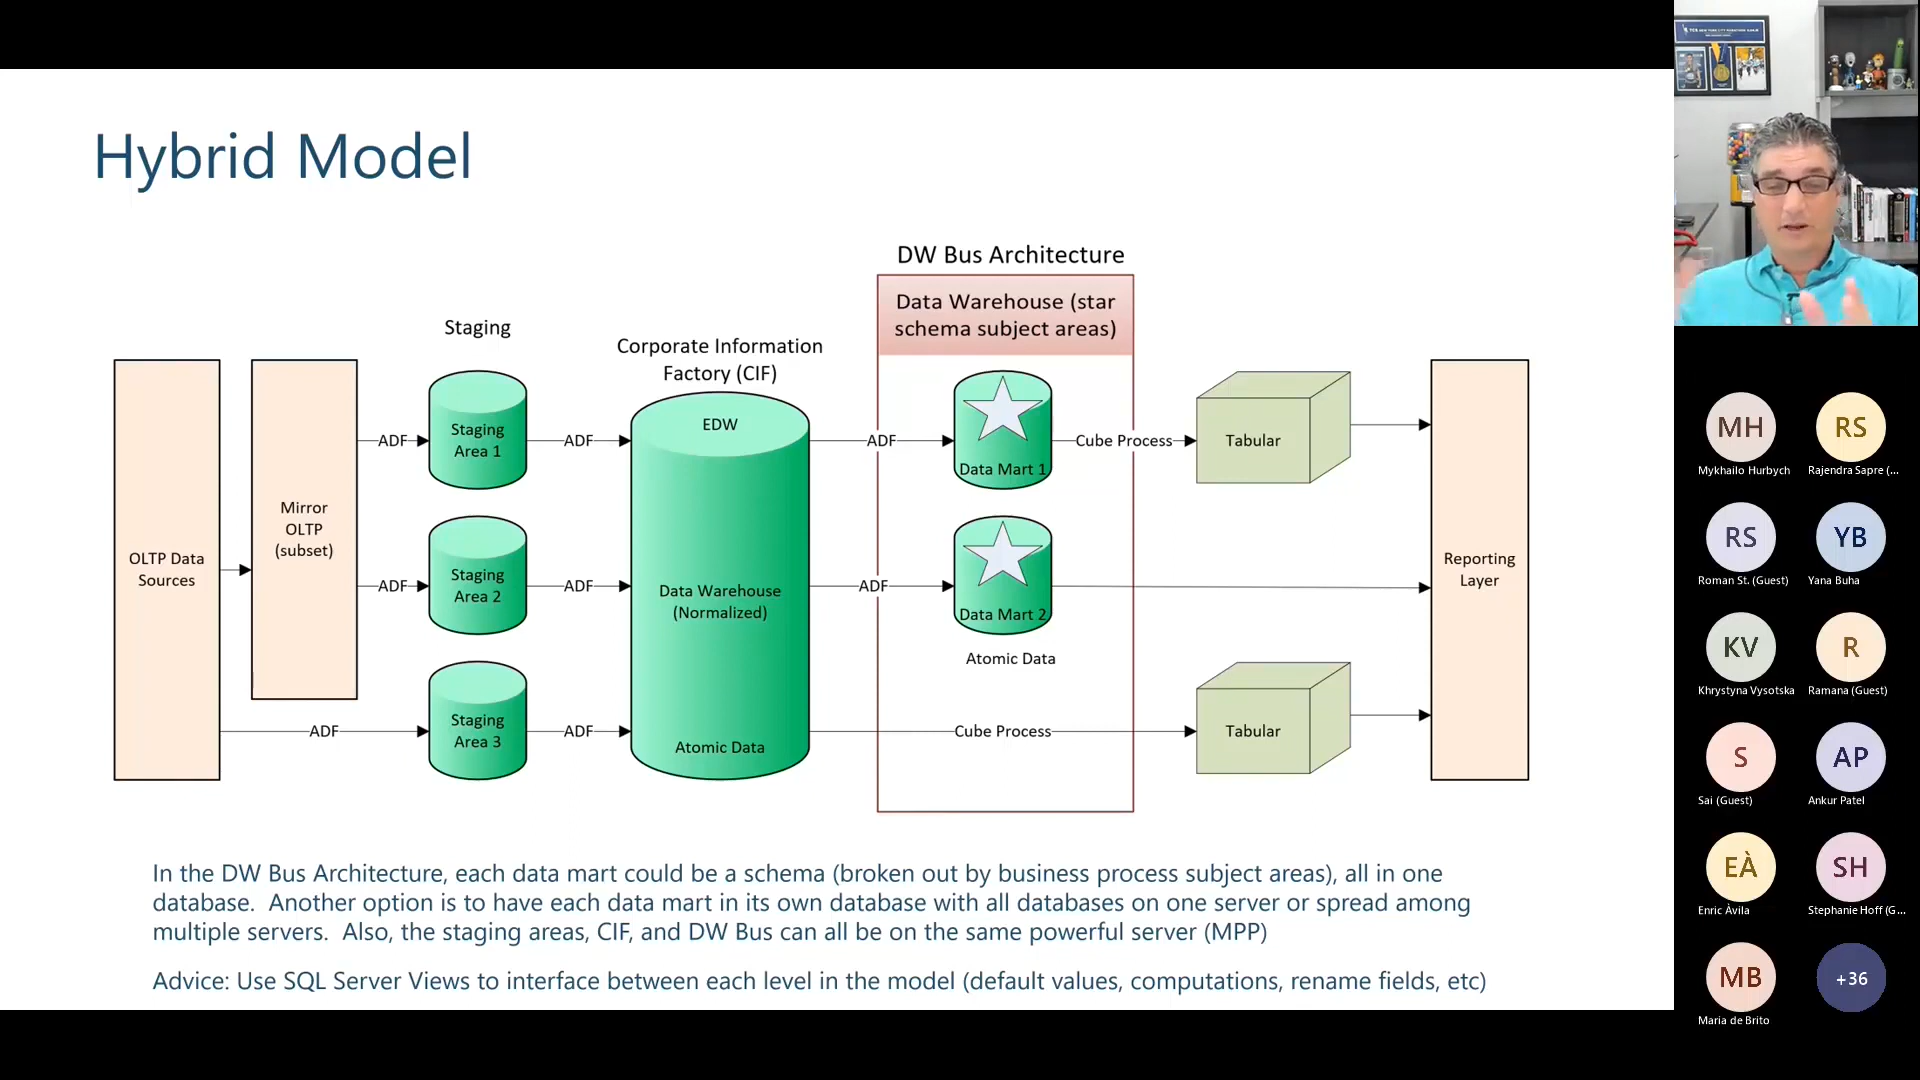 Hybrid Model
DW Bus Architecture
Data Warehouse (star
schema subject areas)
Staging
Corporate Information
Factory (CIF)
OLTP Data
Sources
Mirror
OLTP
(subset)
ADF
Staging
Area 1
ADF
EDW
ADF
Data Mart 1
Cube Process
Tabular
ADF
Staging
Area 2
ADF
Data Warehouse
(Normalized)
ADF
Data Mart 2
Atomic Data
Reporting
Layer
ADF
Staging
Area 3
ADF
Atomic Data
Cube Process
Tabular
In the DW Bus Architecture, each data mart could be a schema (broken out by business process subject areas), all in one
database.  Another option is to have each data mart in its own database with all databases on one server or spread among
multiple servers.  Also, the staging areas, CIF, and DW Bus can all be on the same powerful server (MPP)
Advice: Use SQL Server Views to interface between each level in the model (default values, computations, rename fields, etc)
MH
Mykhailo Hurbych
RS
Rajendra Sapre (...
RS
Roman St. (Guest)
YB
Yana Buha
KV
Khrystyna Vysotska
R
Ramana (Guest)
S
Sai (Guest)
AP
Ankur Patel
EÀ
Enric Àvila
SH
Stephanie Hoff (G...
MB
Maria de Brito
+36